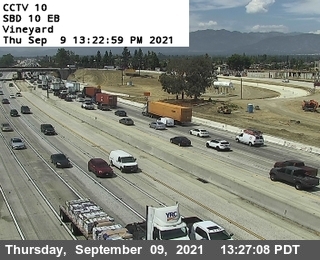 CCTV 10
SBD 10 EB
Vineyard
Thu Sep  9 13:22:59 PM 2021
YRC
Thursday, September 09, 2021 13:27:08 PDT